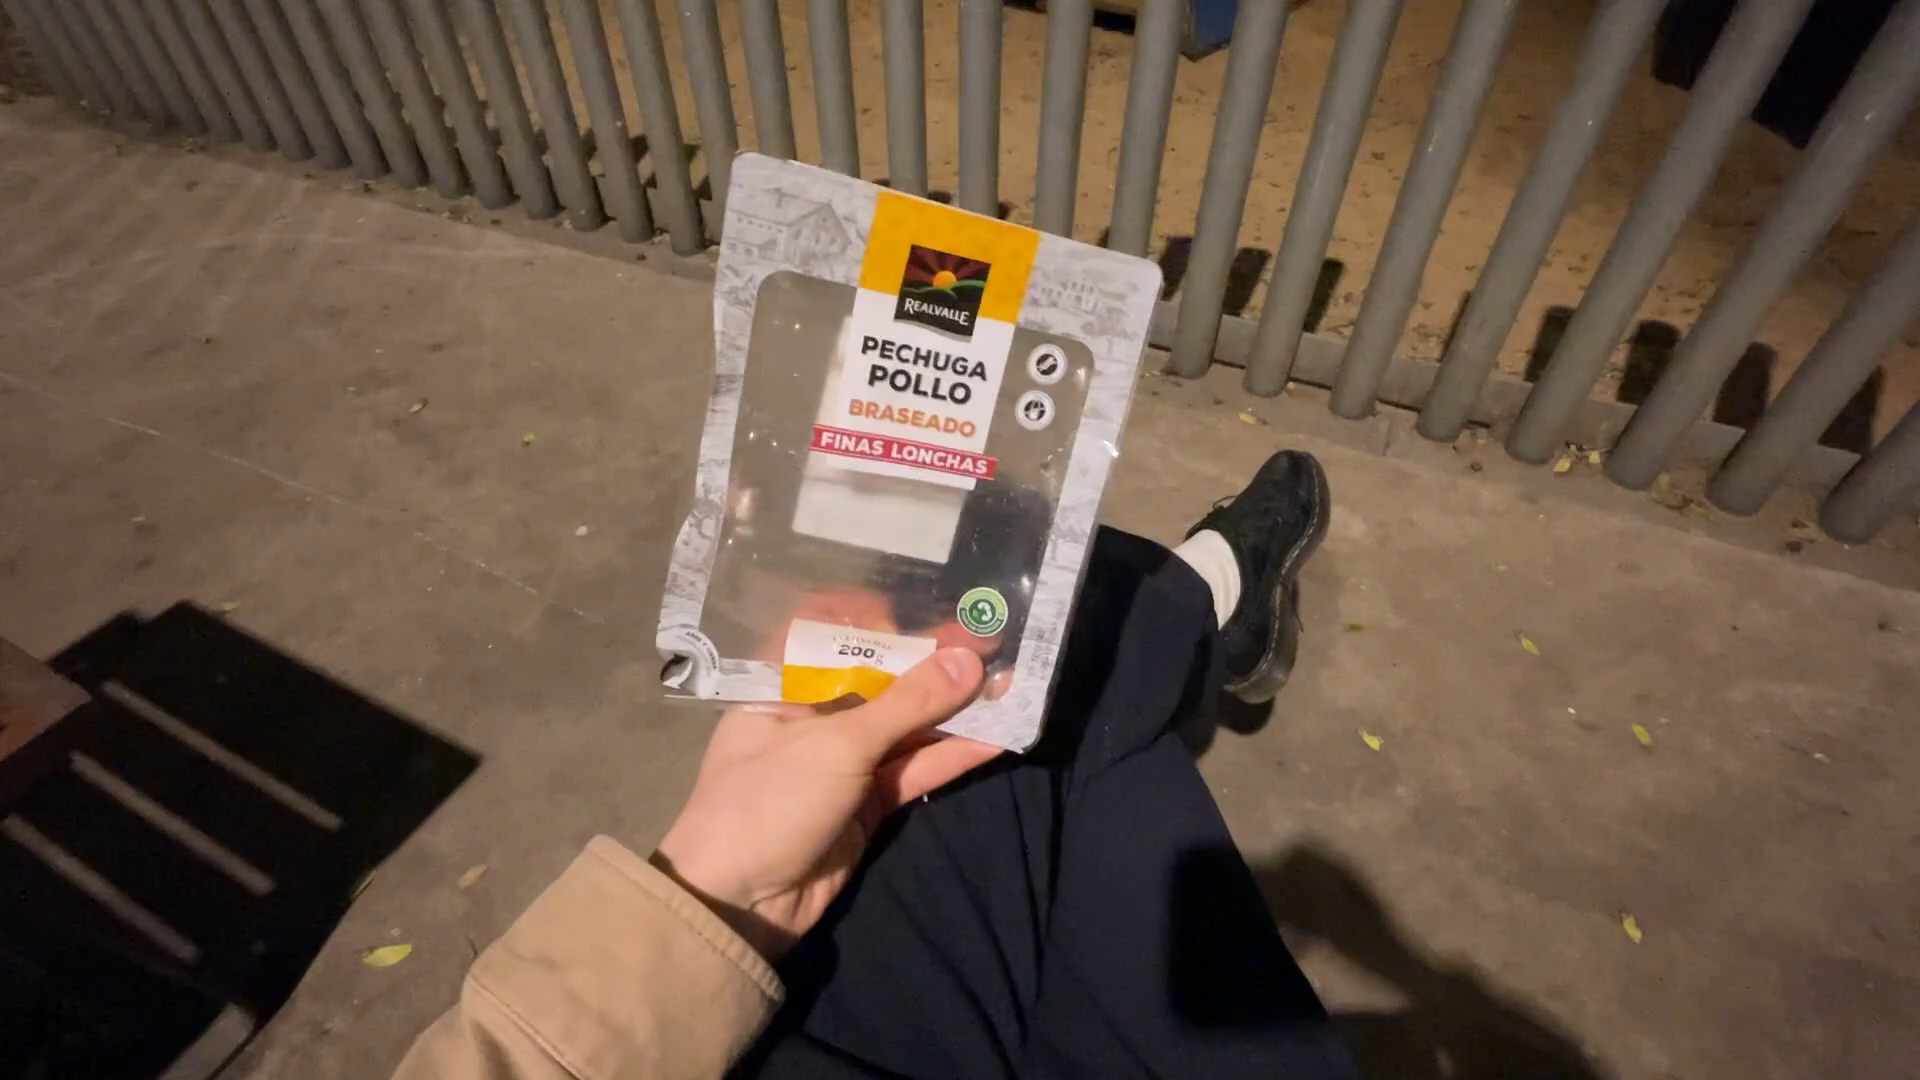 REALVALLE
PECHUGA
POLLO
BRASEADO
FINAS LONCHAS
200g